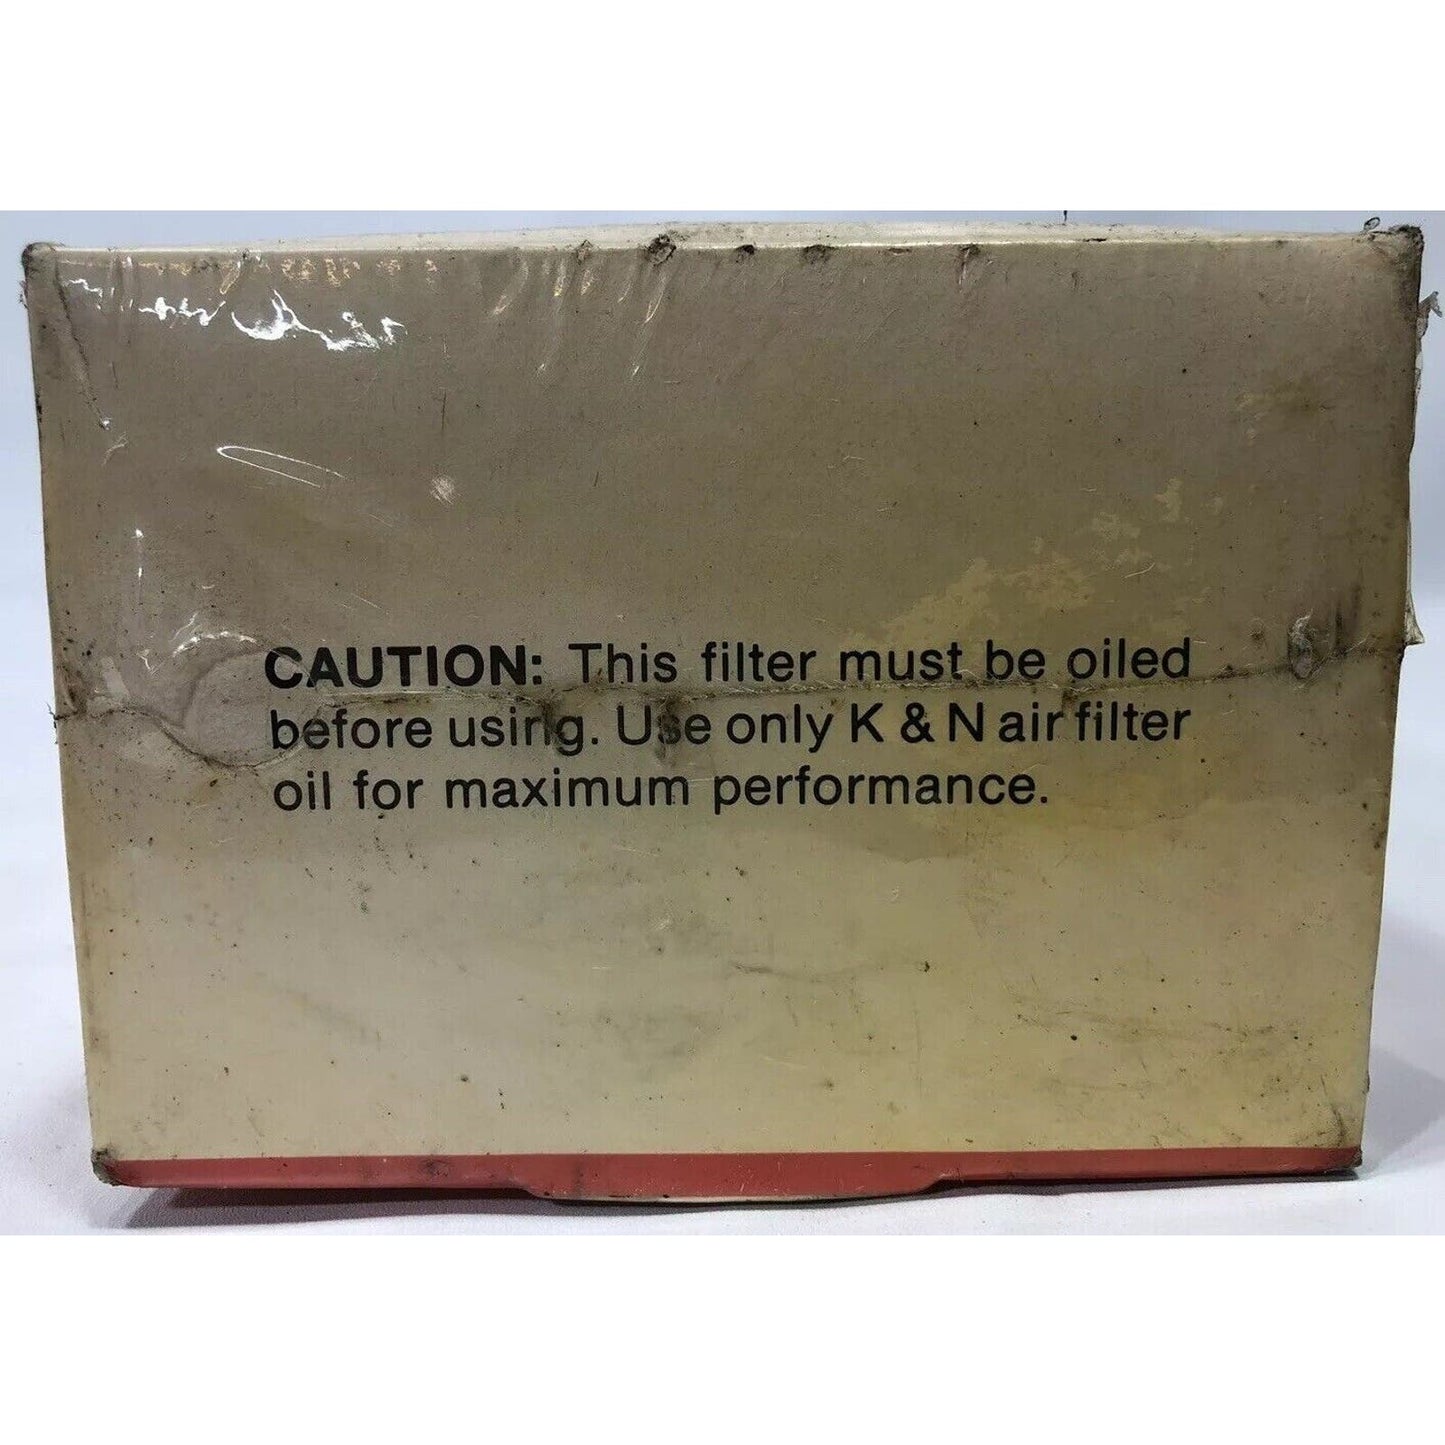 CAUTION: This filter must be oiled
before using. Use only K & N air filter
oil for maximum performance.